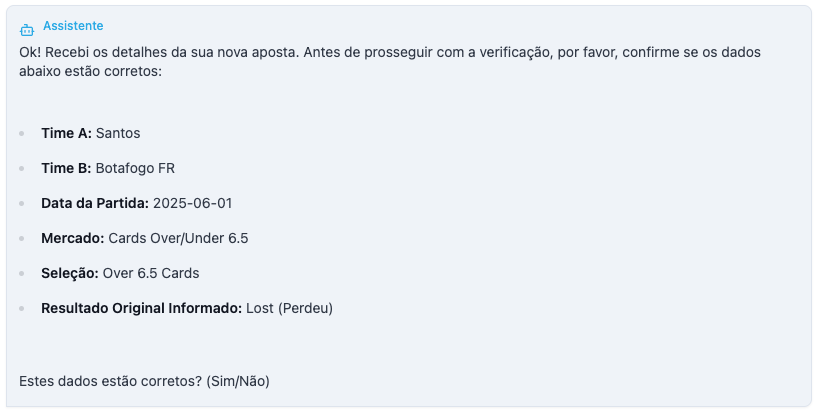 Assistente
Ok! Recebi os detalhes da sua nova aposta. Antes de prosseguir com a verificação, por favor, confirme se os dados
abaixo estão corretos:
Time A: Santos
Time B: Botafogo FR
Data da Partida: 2025-06-01
Mercado: Cards Over/Under 6.5
Seleção: Over 6.5 Cards
Resultado Original Informado: Lost (Perdeu)
Estes dados estão corretos? (Sim/Não)